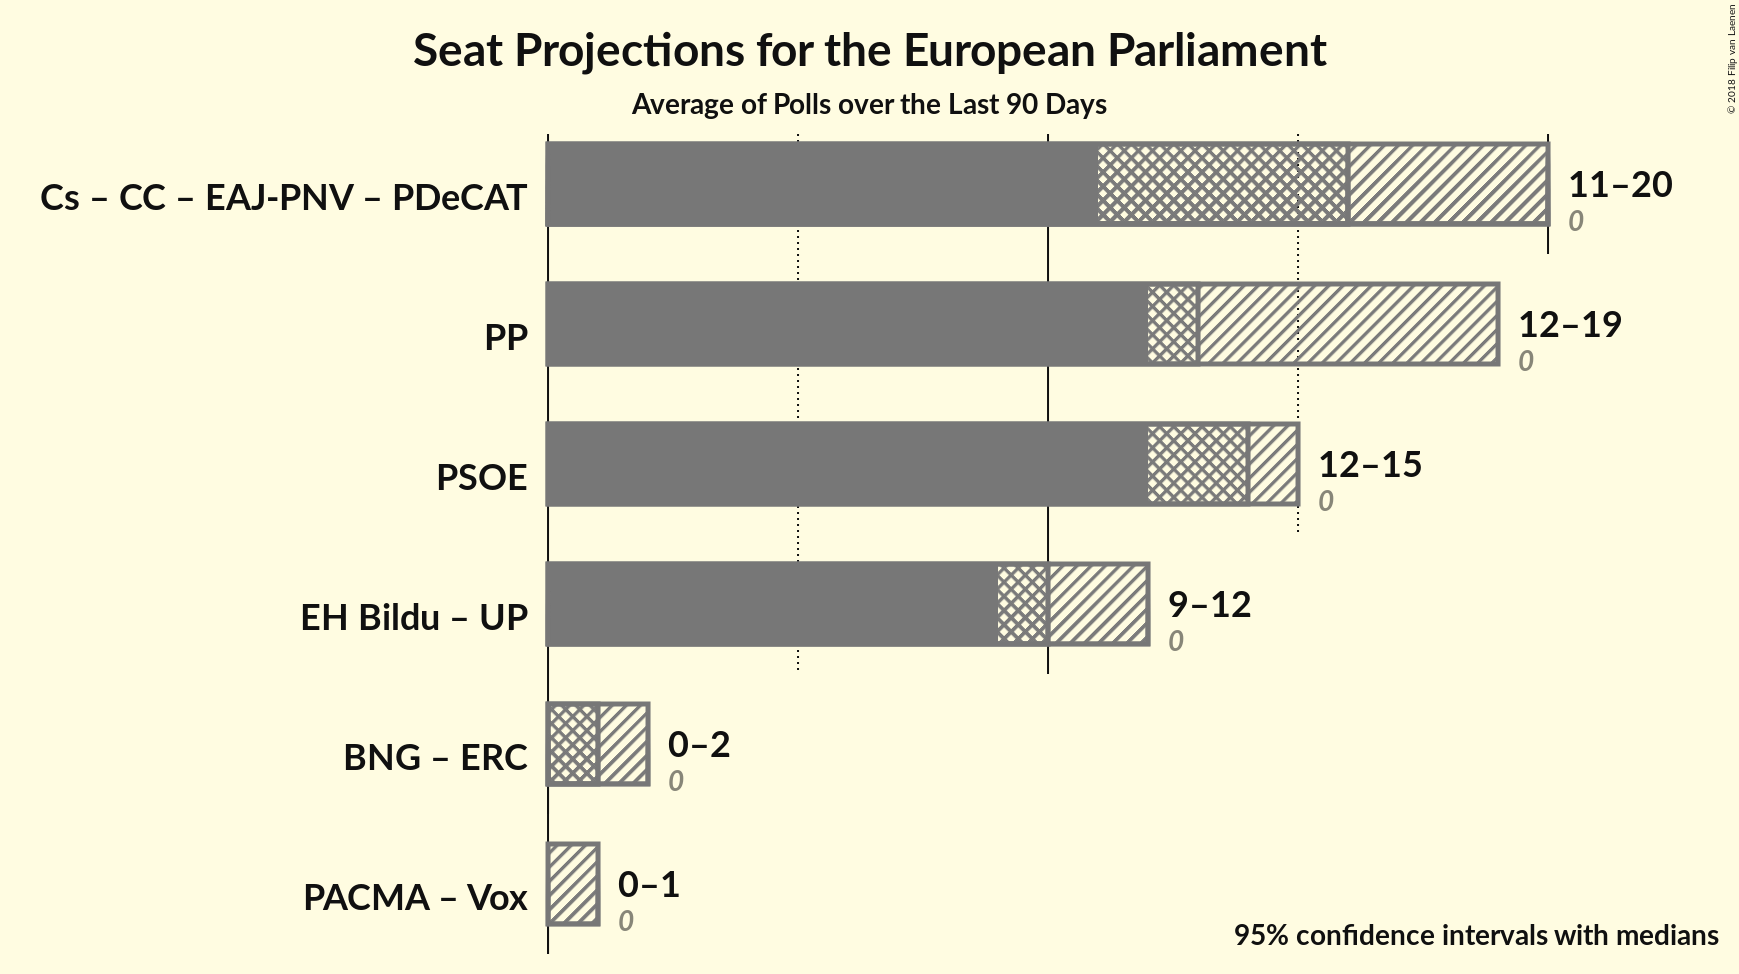 Seat Projections for the European Parliament
Average of Polls over the Last 90 Days
© 2018 Filip van Laenen
Cs – CC – EAJ-PNV – PDeCAT
11–20
0
PP
12–19
0
PSOE
12–15
0
EH Bildu – UP
9–12
0
BNG – ERC
0–2
0
PACMA – Vox
0–1
0
95% confidence intervals with medians